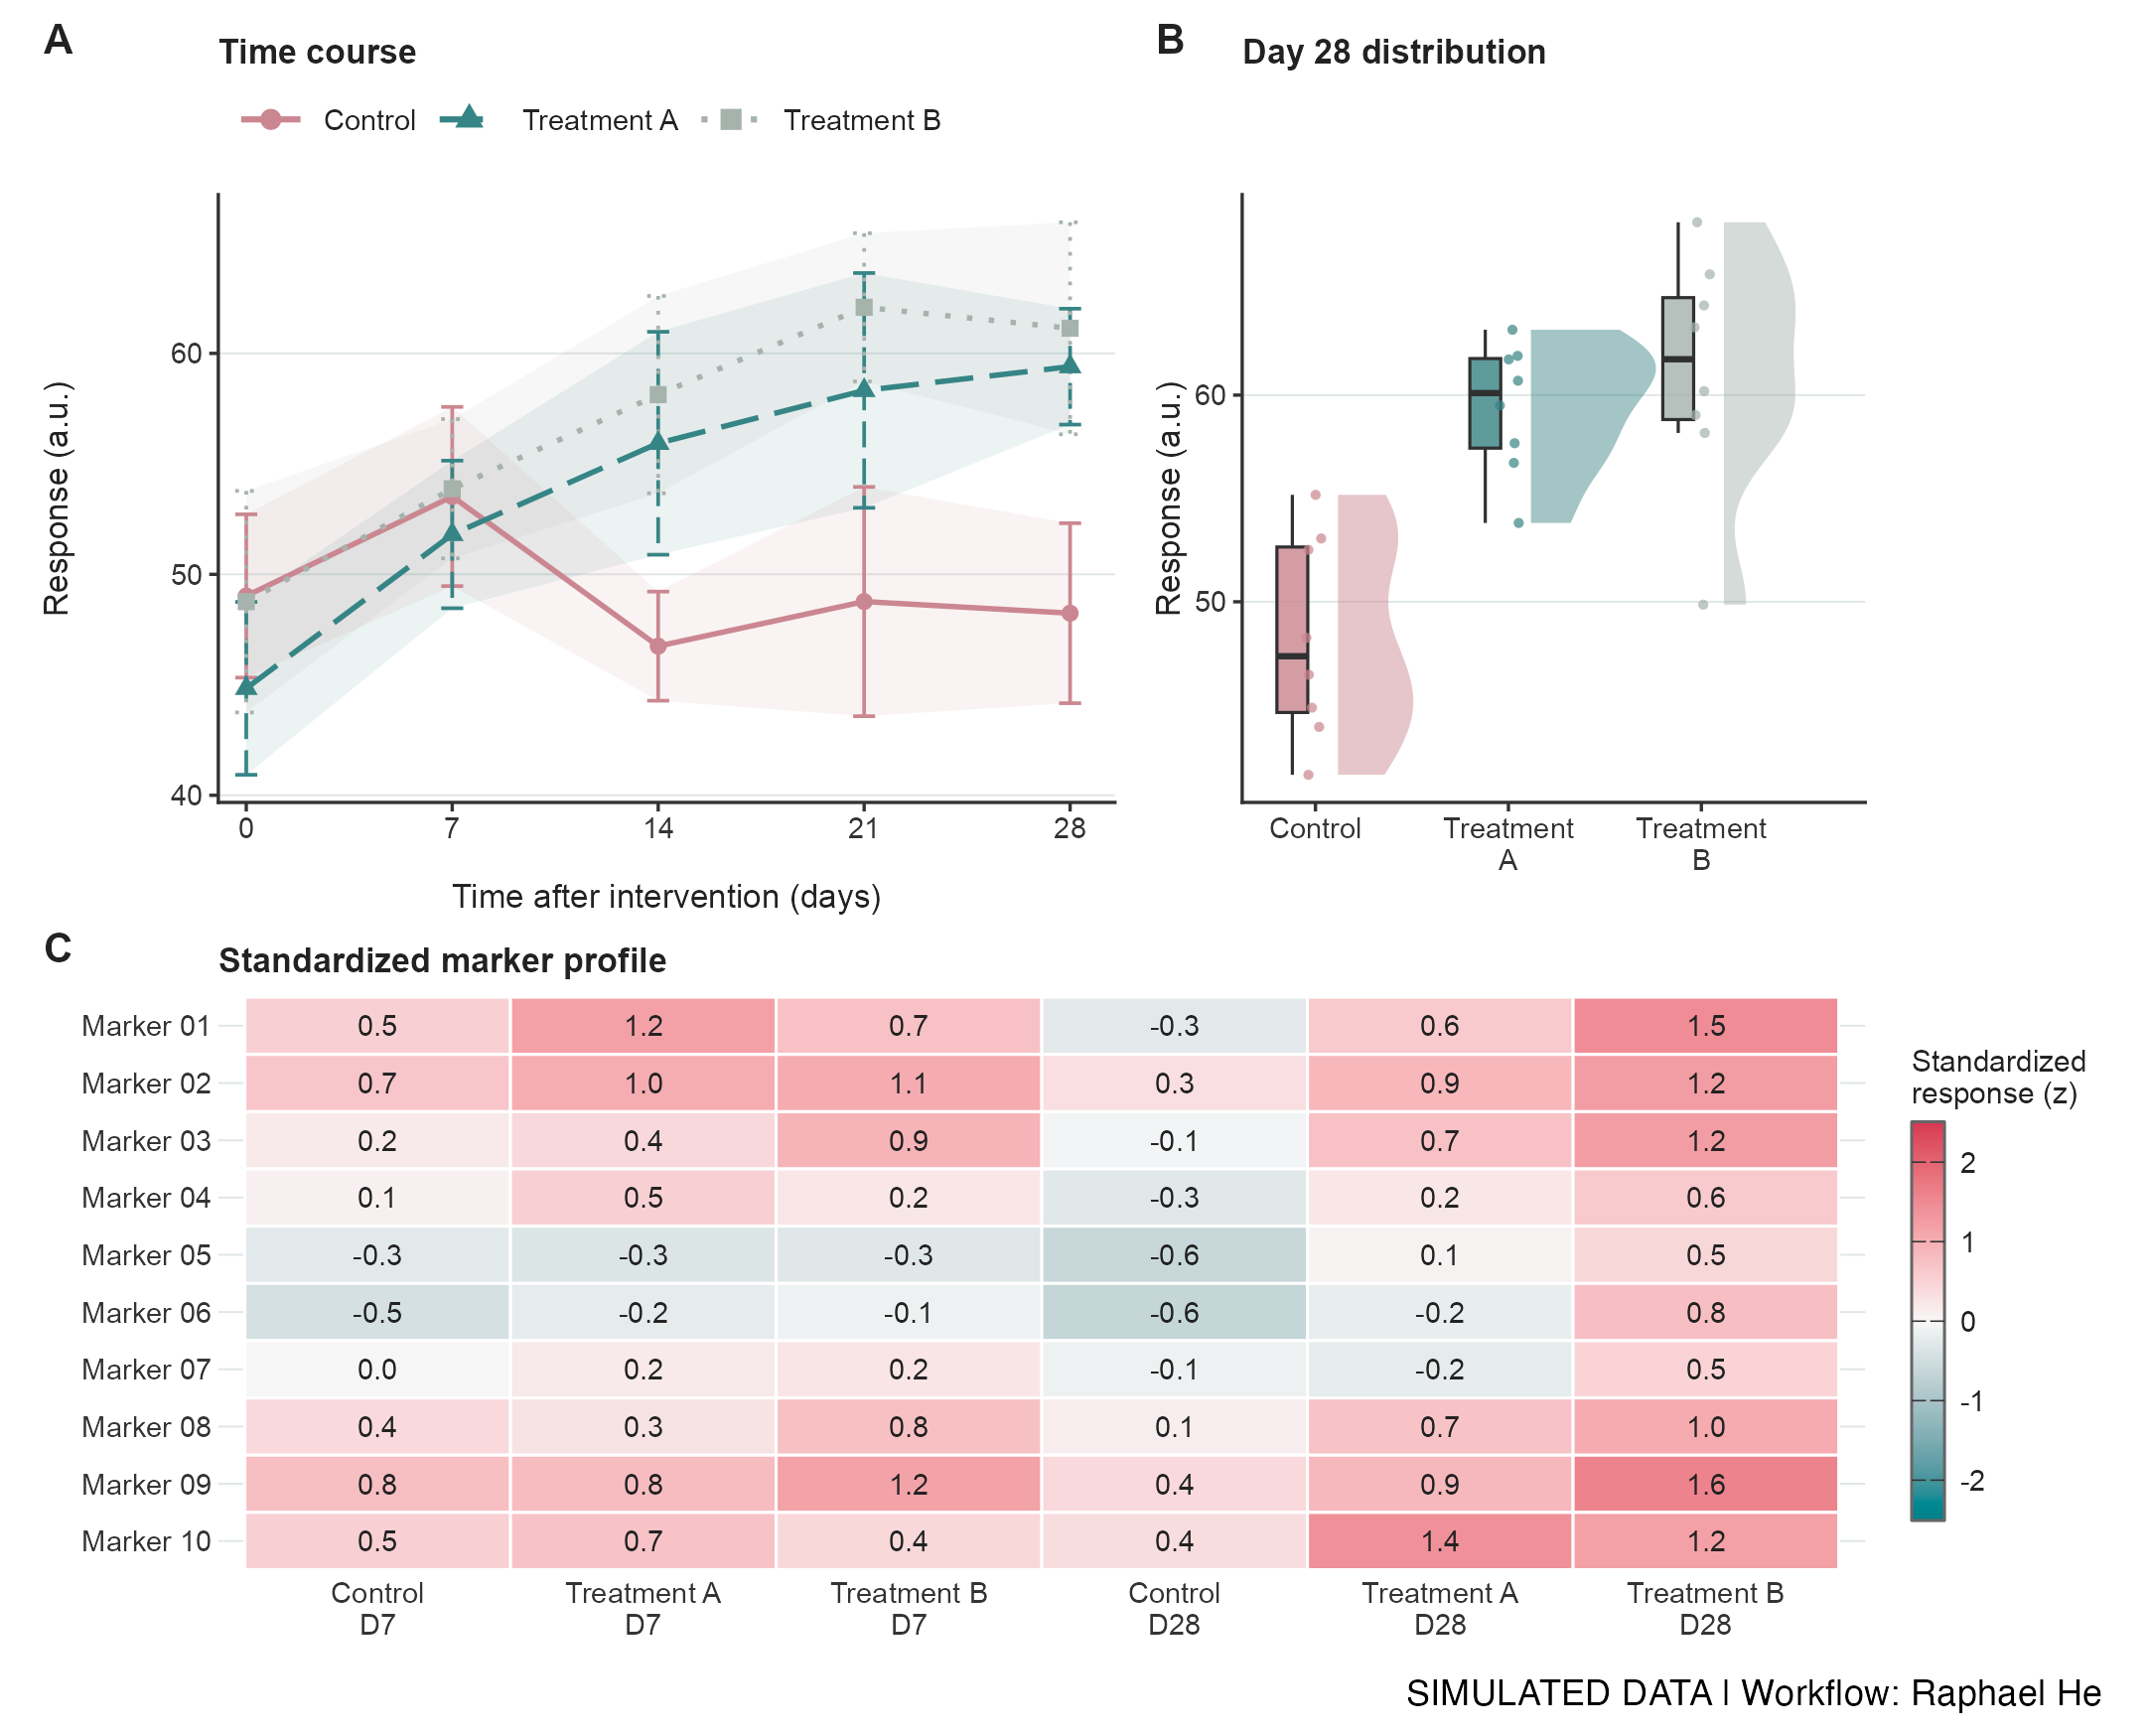 A
Time course
Control
Treatment A
Treatment B
Response (a.u.)
60
50
40
0
7
14
21
28
Time after intervention (days)
B
Day 28 distribution
Response (a.u.)
60
50
Control
Treatment
A
Treatment
B
C
Standardized marker profile
Marker 01 0.5 1.2 0.7 -0.3 0.6 1.5
Marker 02 0.7 1.0 1.1 0.3 0.9 1.2
Marker 03 0.2 0.4 0.9 -0.1 0.7 1.2
Marker 04 0.1 0.5 0.2 -0.3 0.2 0.6
Marker 05 -0.3 -0.3 -0.3 -0.6 0.1 0.5
Marker 06 -0.5 -0.2 -0.1 -0.6 -0.2 0.8
Marker 07 0.0 0.2 0.2 -0.1 -0.2 0.5
Marker 08 0.4 0.3 0.8 0.1 0.7 1.0
Marker 09 0.8 0.8 1.2 0.4 0.9 1.6
Marker 10 0.5 0.7 0.4 0.4 1.4 1.2
Control
D7
Treatment A
D7
Treatment B
D7
Control
D28
Treatment A
D28
Treatment B
D28
Standardized
response (z)
2
1
0
-1
-2
SIMULATED DATA | Workflow: Raphael He